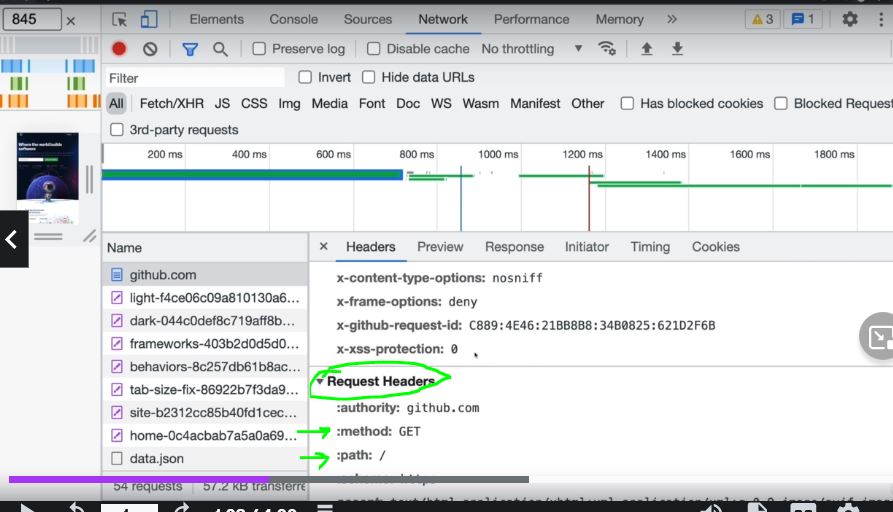 845 ×
Elements Console Sources Network Performance Memory » 3 1
Preserve log Disable cache No throttling
Filter Invert Hide data URLs
All Fetch/XHR JS CSS Img Media Font Doc WS Wasm Manifest Other Has blocked cookies Blocked Request
3rd-party requests
200 ms 400 ms 600 ms 800 ms 1000 ms 1200 ms 1400 ms 1600 ms 1800 ms
Where the world builds
software
Name
× Headers Preview Response Initiator Timing Cookies
github.com
light-f4ce06c09a810130a6...
dark-044c0def8c719aff8b...
frameworks-403b2d0d5d0...
behaviors-8c257db61b8ac...
tab-size-fix-86922b7f3da9...
site-b2312cc85b40fd1cec...
home-0c4acbab7a5a0a69...
data.json
54 requests 57.2 kB transferre
x-content-type-options: nosniff
x-frame-options: deny
x-github-request-id: C889:4E46:21BB8B8:34B0825:621D2F6B
x-xss-protection: 0
Request Headers
:authority: github.com
:method: GET
:path: /